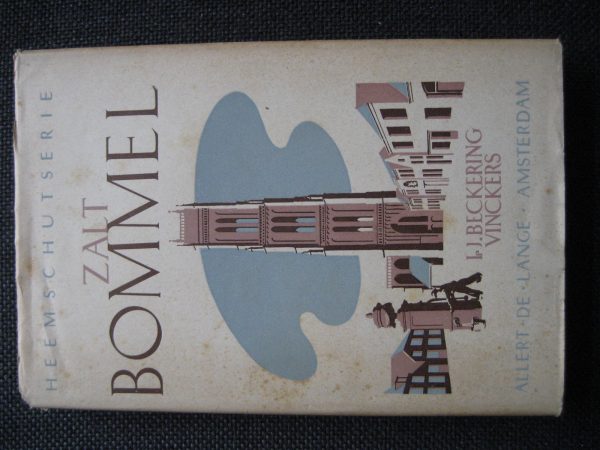 HEEMSCHUTSERIE
ZALT
BOMMEL
I.J. BECKERING
VINCKERS
ALLERT · DE · LANGE · AMSTERDAM